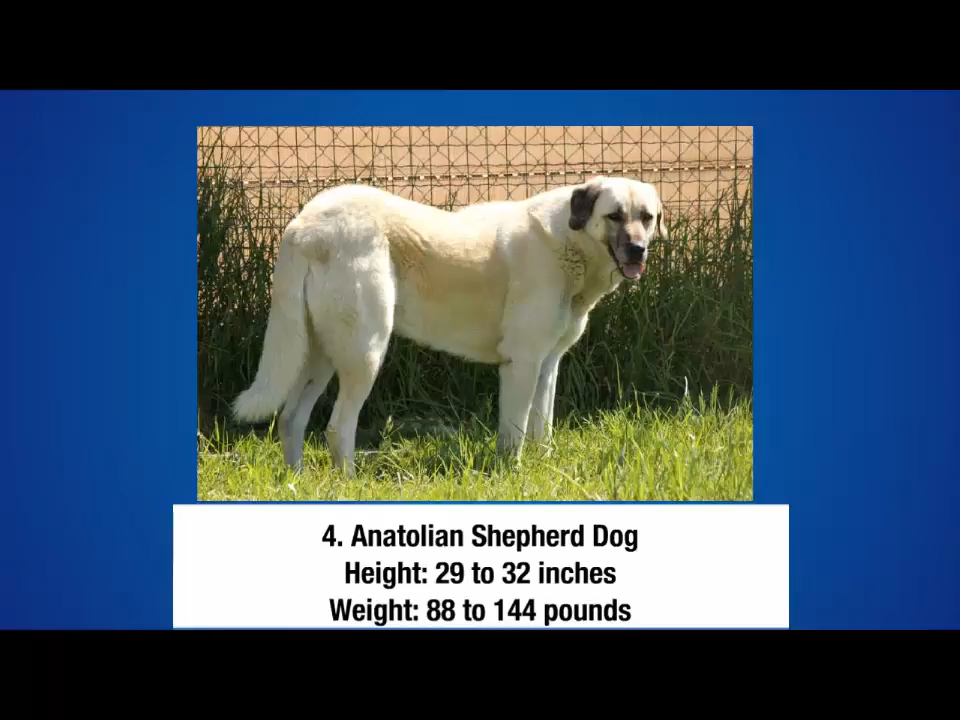 4. Anatolian Shepherd Dog
Height: 29 to 32 inches
Weight: 88 to 144 pounds